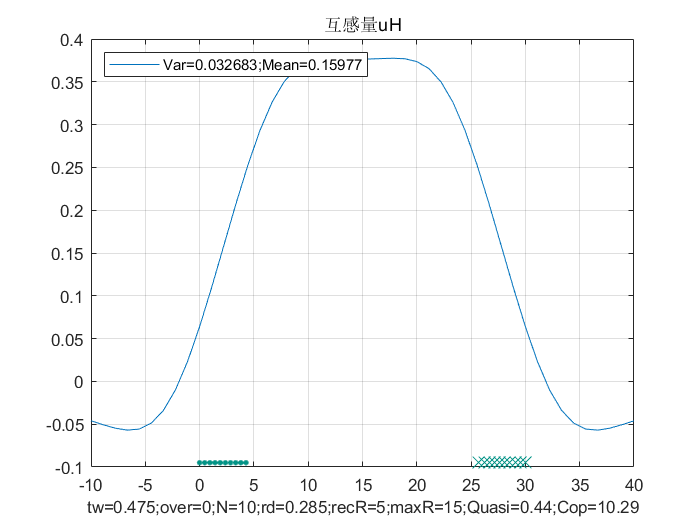 互感量uH
0.4
0.35
0.3
0.25
0.2
0.15
0.1
0.05
0
-0.05
-0.1
Var=0.032683;Mean=0.15977
-10 -5 0 5 10 15 20 25 30 35 40
tw=0.475;over=0;N=10;rd=0.285;recR=5;maxR=15;Quasi=0.44;Cop=10.29